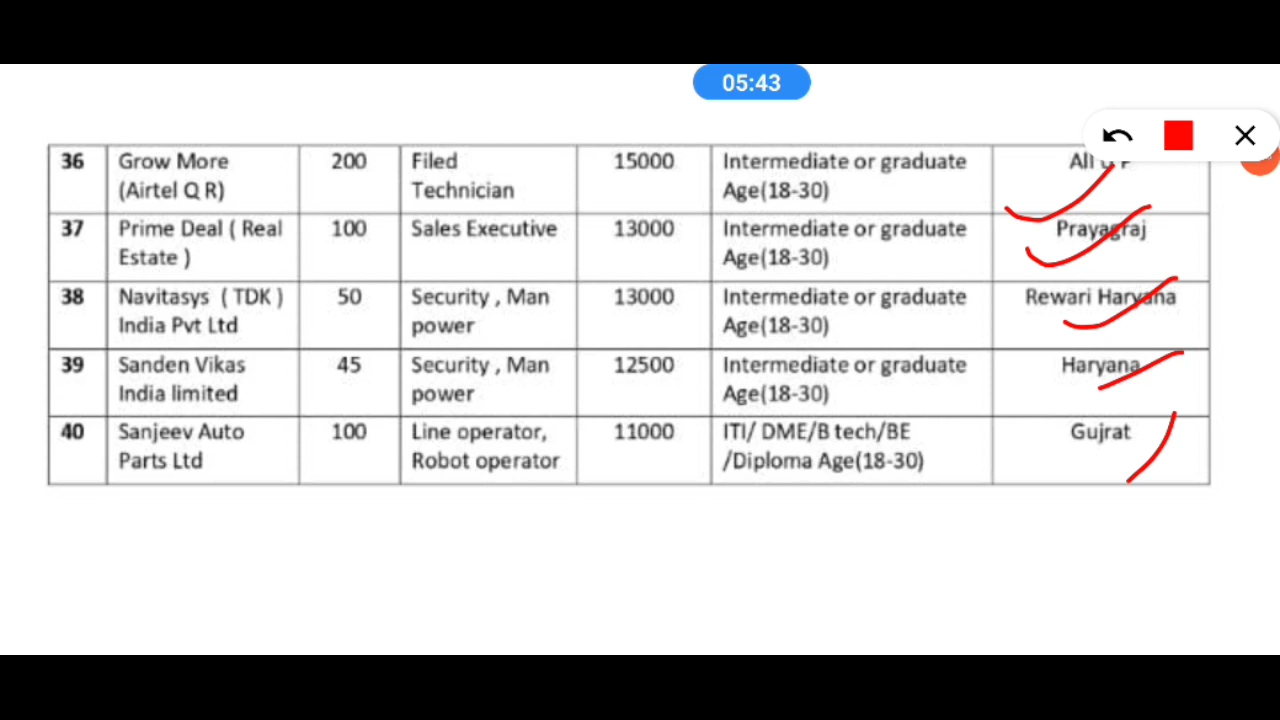 05:43
36 Grow More 200 Filed 15000 Intermediate or graduate All U P
(Airtel Q R) Technician Age(18-30)
37 Prime Deal ( Real 100 Sales Executive 13000 Intermediate or graduate Prayagraj
Estate ) Age(18-30)
38 Navitasys ( TDK ) 50 Security , Man 13000 Intermediate or graduate Rewari Haryana
India Pvt Ltd power Age(18-30)
39 Sanden Vikas 45 Security , Man 12500 Intermediate or graduate Haryana
India limited power Age(18-30)
40 Sanjeev Auto 100 Line operator, 11000 ITI/ DME/B tech/BE Gujrat
Parts Ltd Robot operator /Diploma Age(18-30)